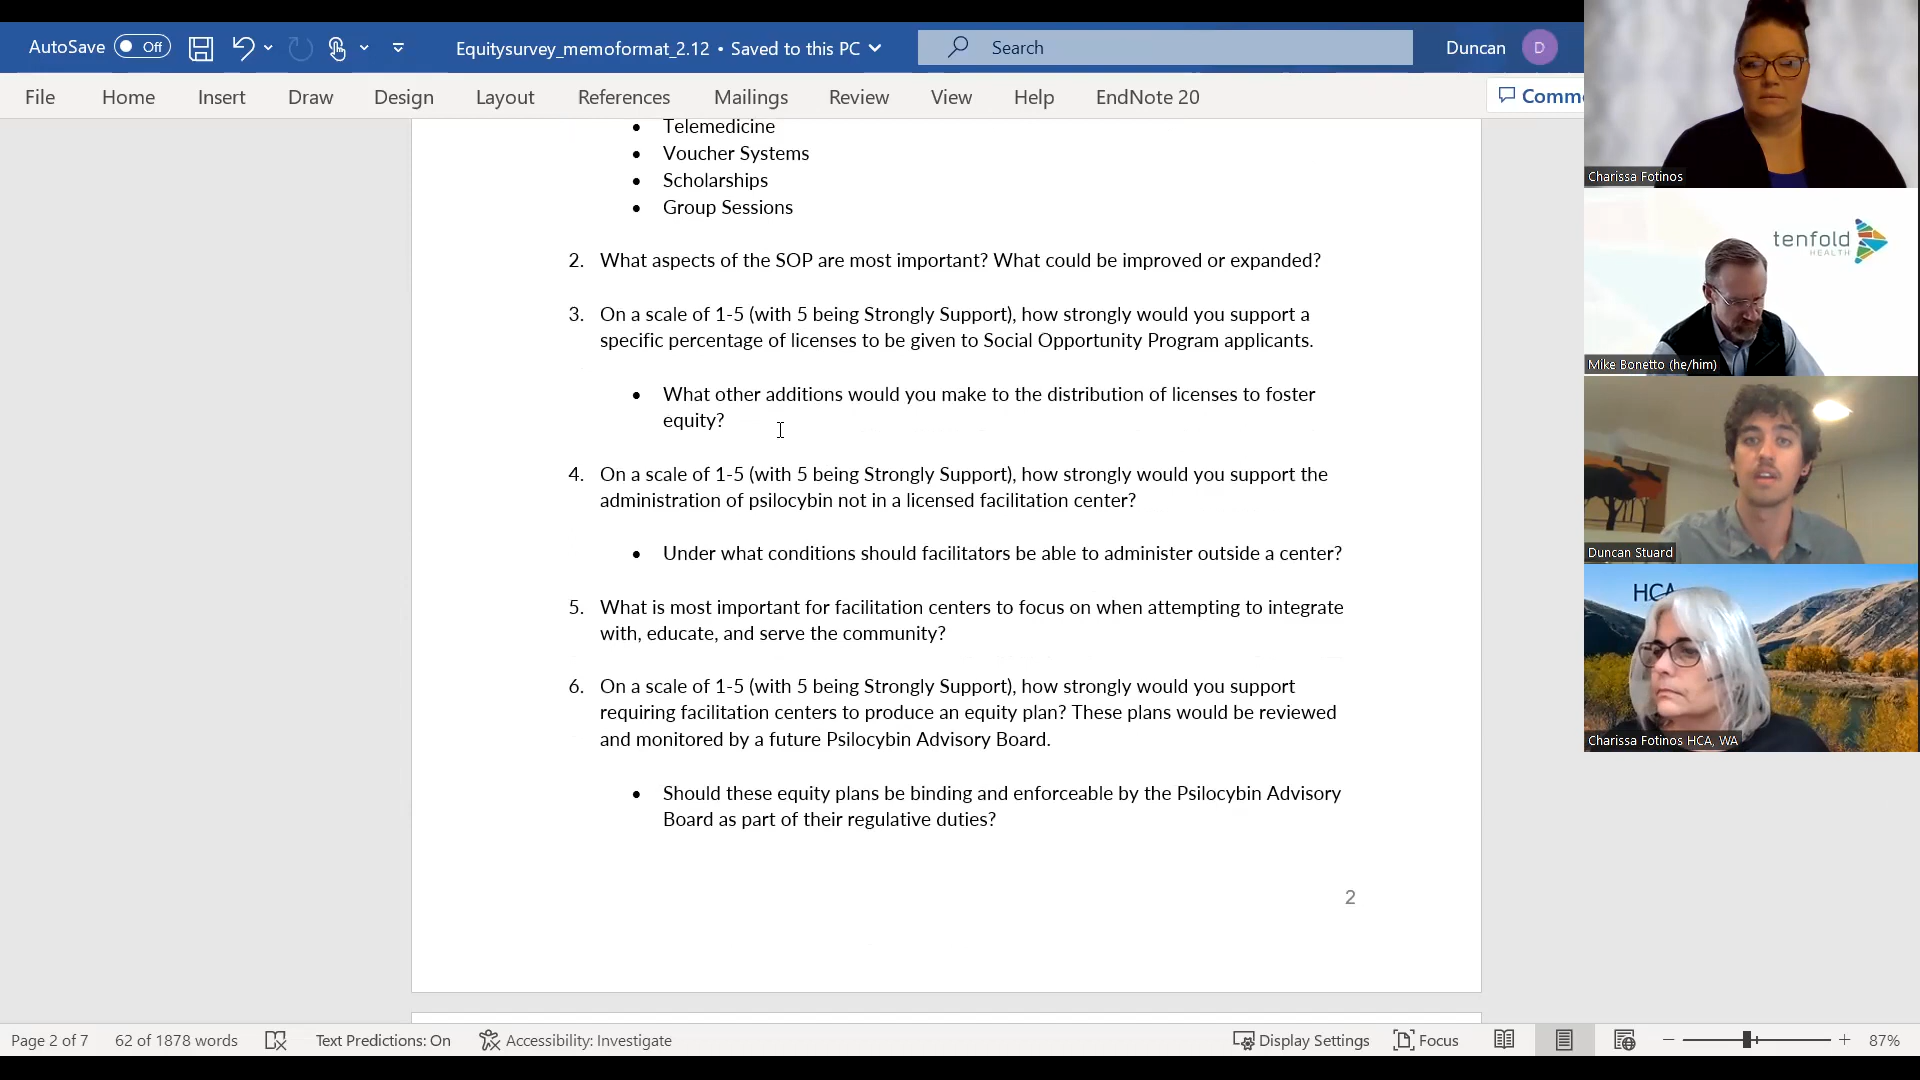 AutoSave Off Equitysurvey_memoformat_2.12 • Saved to this PC Search Duncan D
File Home Insert Draw Design Layout References Mailings Review View Help EndNote 20 Comme
• Telemedicine
• Voucher Systems
• Scholarships
• Group Sessions
2. What aspects of the SOP are most important? What could be improved or expanded?
3. On a scale of 1-5 (with 5 being Strongly Support), how strongly would you support a
specific percentage of licenses to be given to Social Opportunity Program applicants.
• What other additions would you make to the distribution of licenses to foster
equity?
4. On a scale of 1-5 (with 5 being Strongly Support), how strongly would you support the
administration of psilocybin not in a licensed facilitation center?
• Under what conditions should facilitators be able to administer outside a center?
5. What is most important for facilitation centers to focus on when attempting to integrate
with, educate, and serve the community?
6. On a scale of 1-5 (with 5 being Strongly Support), how strongly would you support
requiring facilitation centers to produce an equity plan? These plans would be reviewed
and monitored by a future Psilocybin Advisory Board.
• Should these equity plans be binding and enforceable by the Psilocybin Advisory
Board as part of their regulative duties?
2
Page 2 of 7 62 of 1878 words Text Predictions: On Accessibility: Investigate Display Settings Focus 87%
Charissa Fotinos
tenfold
HEALTH
Mike Bonetto (he/him)
Duncan Stuard
HCA
Charissa Fotinos HCA, WA